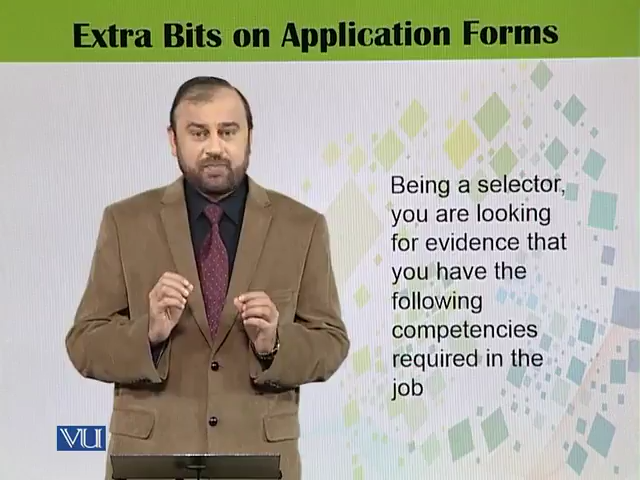 Extra Bits on Application Forms
Being a selector,
you are looking
for evidence that
you have the
following
competencies
required in the
job
VU